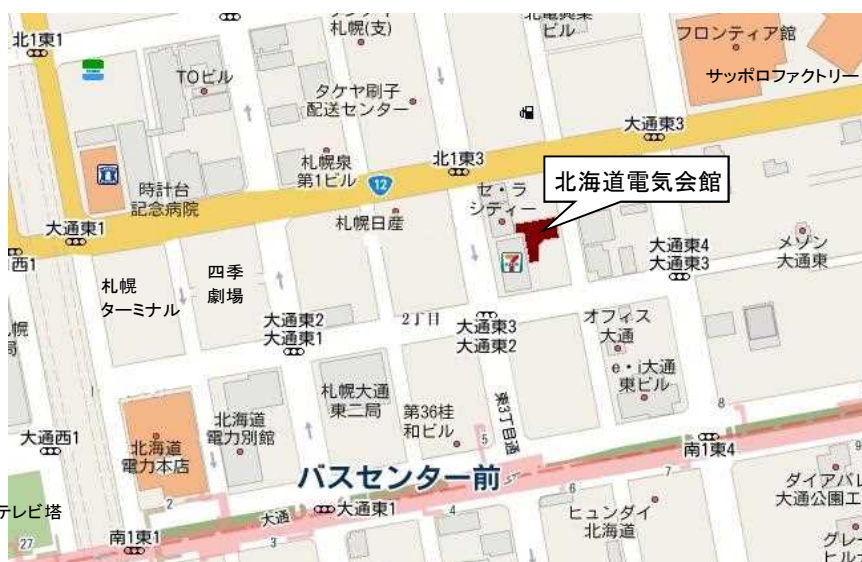 札幌(支)
北電興業
ビル
フロンティア館
サッポロファクトリー
北1東1
TOビル
タケヤ刷子
配送センター
大通東3
札幌泉
第1ビル
北1東3
12
時計台
記念病院
セ・ラ
シティー
北海道電気会館
大通東1
札幌日産
西1
大通東4
大通東3
メゾン
大通東
札幌
ターミナル
四季
劇場
大通東2
大通東1
2丁目
大通東3
大通東2
オフィス
大通
e・i大通
東ビル
札幌大通
東二局
北海道
電力別館
第36桂
和ビル
東3丁目通
8
大通西1
北海道
電力本店
5
南1東4
9
バスセンター前
ダイアパレ
大通公園エ
テレビ塔
2
大通
大通東1
4
6
7
ヒュンダイ
北海道
27
南1東1
3
グレー
ヒルズ